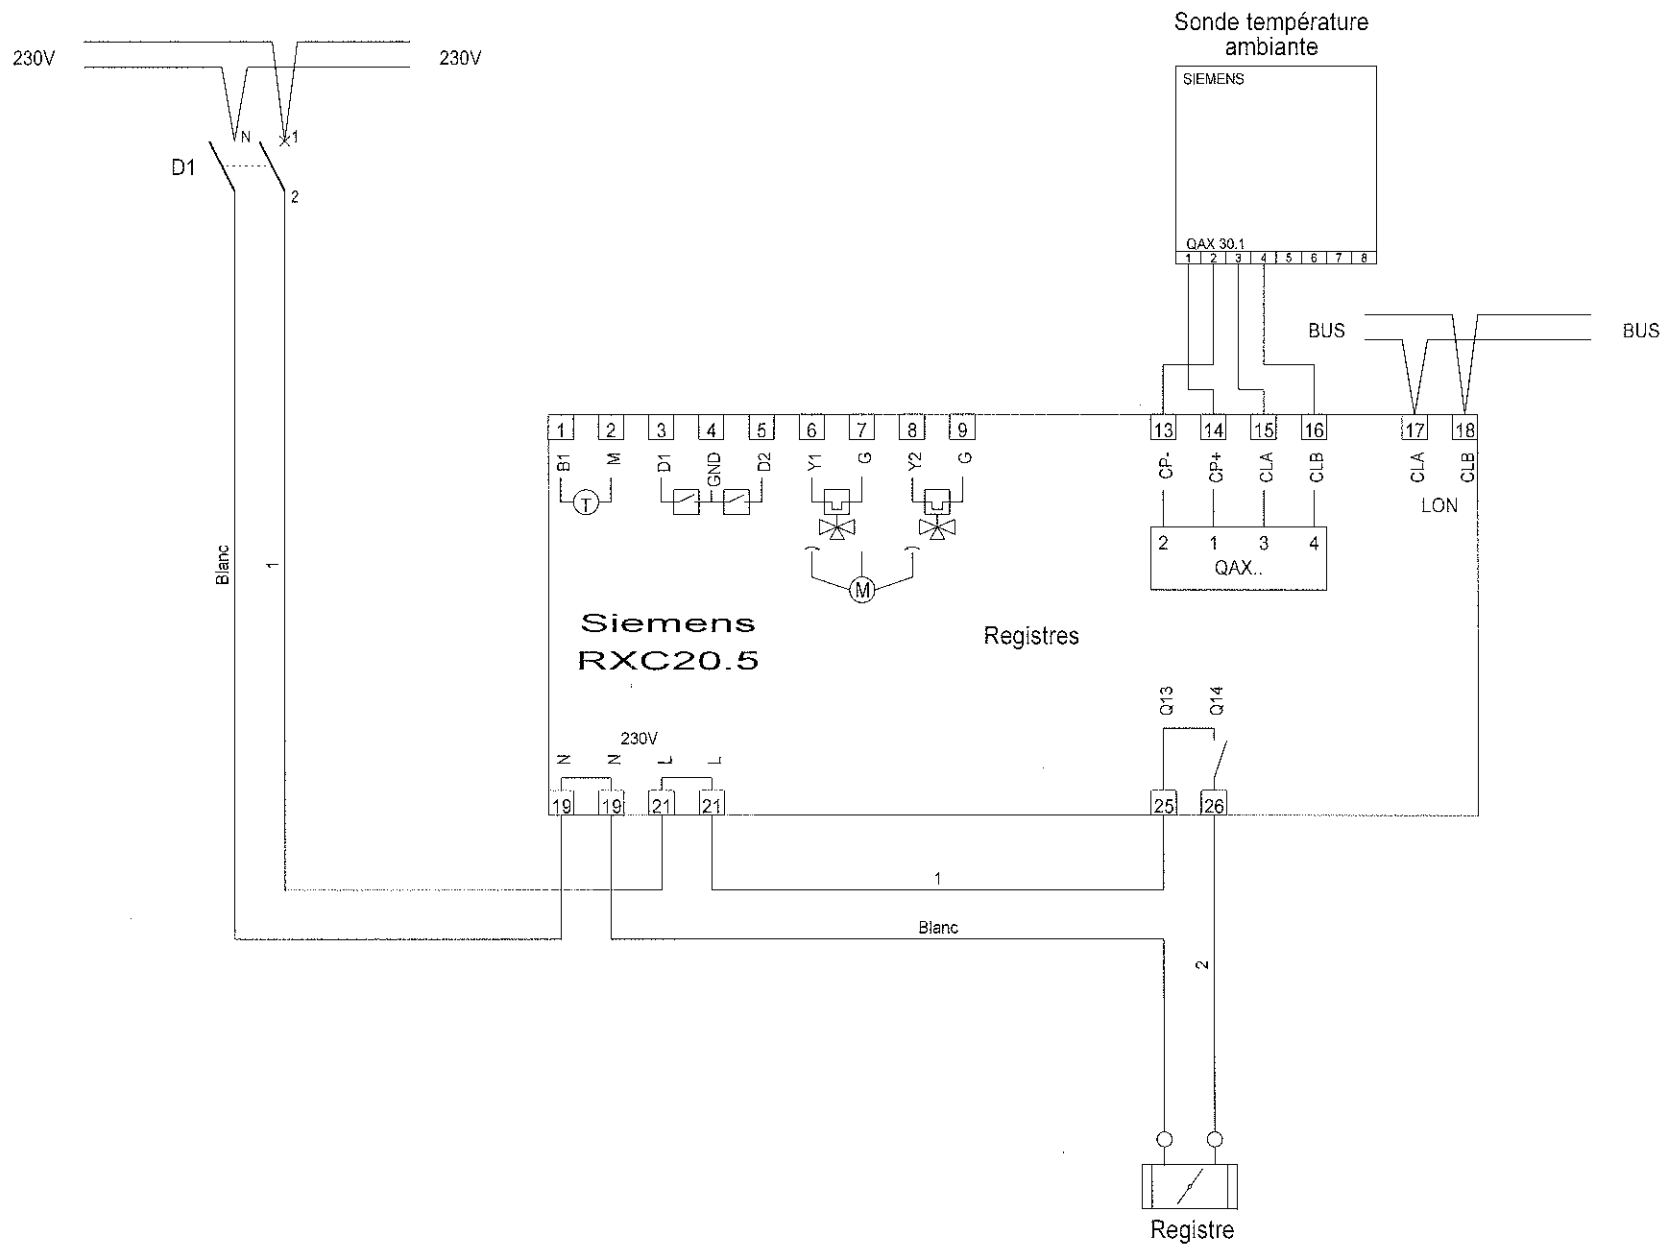 Sonde température
ambiante
230V
230V
SIEMENS
N
1
D1
2
QAX 30.1
1 2 3 4 5 6 7 8
BUS
BUS
1 2 3 4 5 6 7 8 9 13 14 15 16 17 18
B1 M D1 GND D2 Y1 G Y2 G CP- CP+ CLA CLB CLA CLB
T
LON
2 1 3 4
QAX..
Blanc
1
M
Siemens
RXC20.5
Registres
Q13 Q14
230V
N N L L
19 19 21 21 25 26
1
Blanc
2
Registre